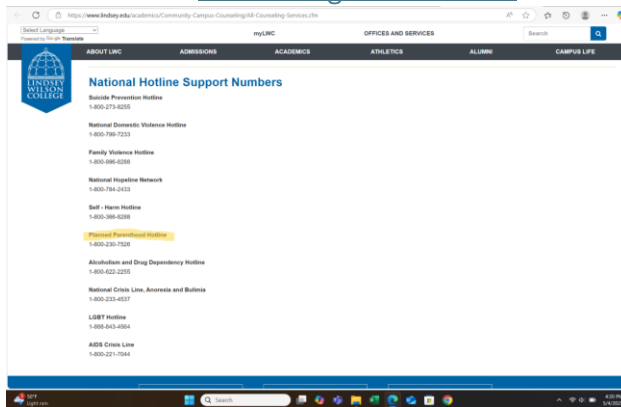 https://www.lindsey.edu/academics/Community-Campus-Counseling/All-Counseling-Services.cfm
Select Language
Powered by Google Translate
myLWC
OFFICES AND SERVICES
Search
ABOUT LWC
ADMISSIONS
ACADEMICS
ATHLETICS
ALUMNI
CAMPUS LIFE
LINDSEY
WILSON
COLLEGE
National Hotline Support Numbers
Suicide Prevention Hotline
1-800-273-8255
National Domestic Violence Hotline
1-800-799-7233
Family Violence Hotline
1-800-996-6288
National Hopeline Network
1-800-784-2433
Self - Harm Hotline
1-800-366-8288
Planned Parenthood Hotline
1-800-230-7526
Alcoholism and Drug Dependency Hotline
1-800-622-2255
National Crisis Line, Anorexia and Bulimia
1-800-233-4537
LGBT Hotline
1-888-843-4564
AIDS Crisis Line
1-800-221-7044
50°F
Light rain
Search
4:20 PM